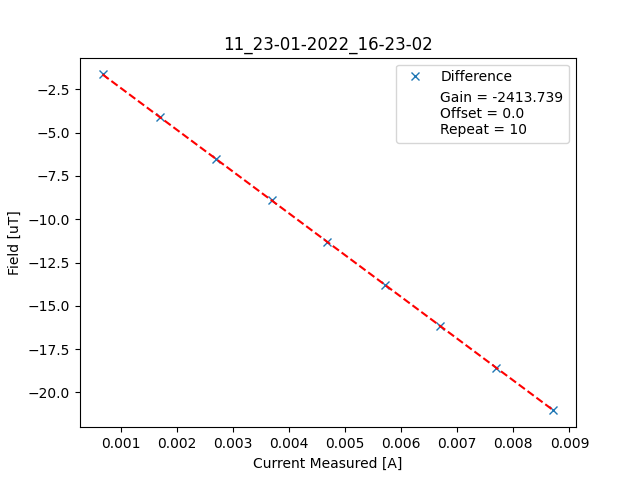 11_23-01-2022_16-23-02
Difference
Gain = -2413.739
Offset = 0.0
Repeat = 10
Field [uT]
−2.5
−5.0
−7.5
−10.0
−12.5
−15.0
−17.5
−20.0
0.001 0.002 0.003 0.004 0.005 0.006 0.007 0.008 0.009
Current Measured [A]